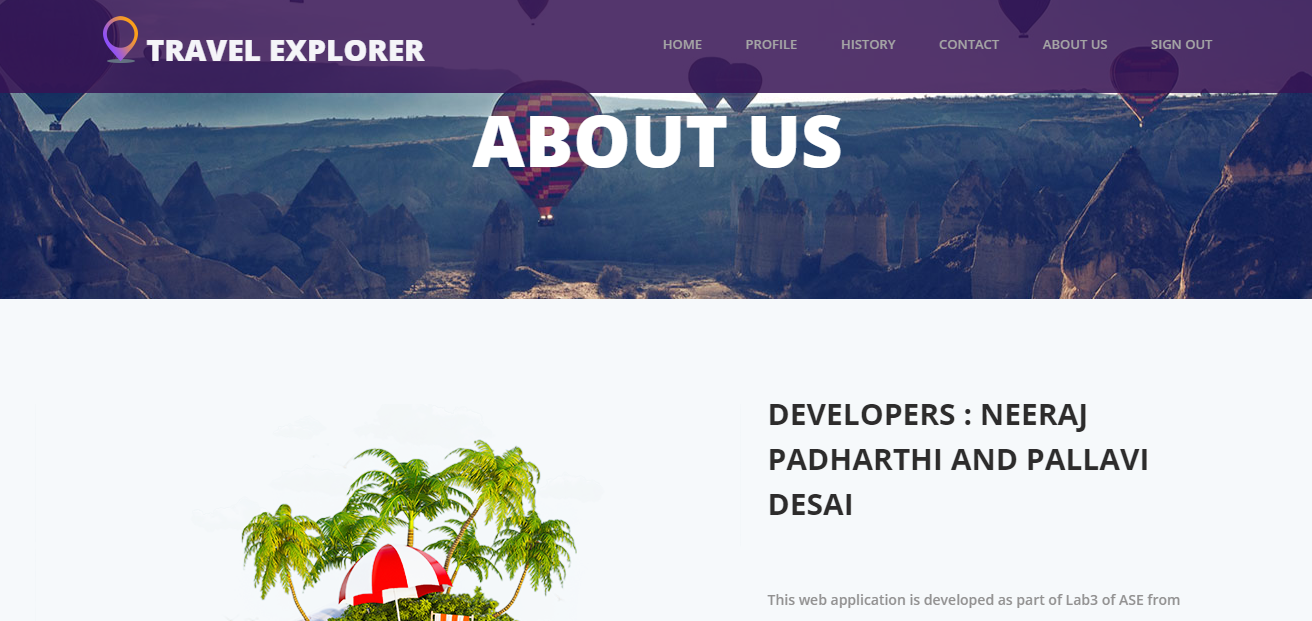 TRAVEL EXPLORER
HOME PROFILE HISTORY CONTACT ABOUT US SIGN OUT
ABOUT US
DEVELOPERS : NEERAJ
PADHARTHI AND PALLAVI
DESAI
This web application is developed as part of Lab3 of ASE from